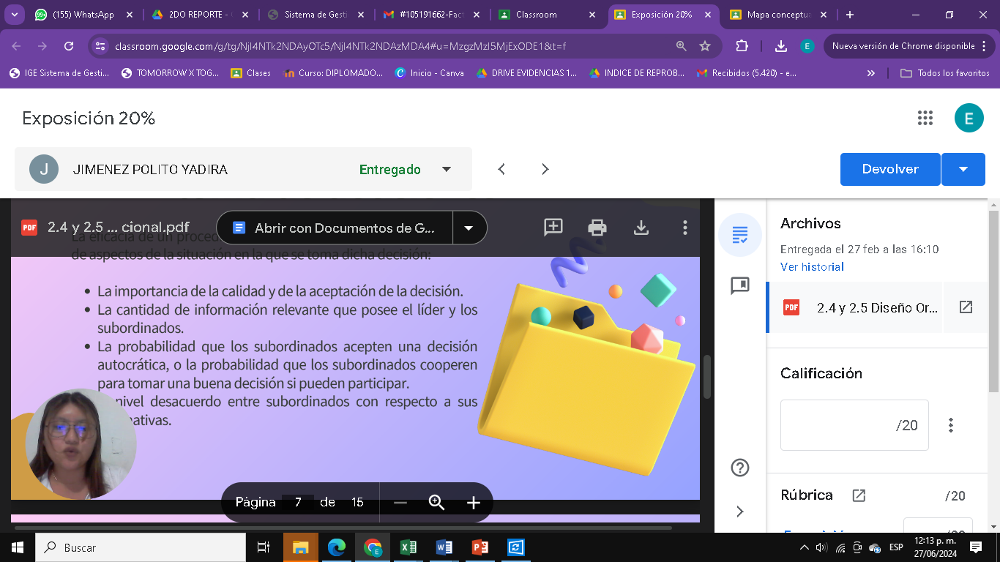 (155) WhatsApp
2DO REPORTE -
Sistema de Gesti
#105191662-Fact
Classroom
Exposición 20%
Mapa conceptu
classroom.google.com/g/tg/NjI4NTk2NDAyOTc5/NjI4NTk2NDAzMDA4#u=MzgzMzI5MjExODE1&t=f
E
Nueva versión de Chrome disponible
IGE Sistema de Gesti...
TOMORROW X TOG...
Clases
Curso: DIPLOMADO...
Inicio - Canva
DRIVE EVIDENCIAS 1...
INDICE DE REPROB...
Recibidos (5.420) - e...
Todos los favoritos
Exposición 20%
E
J
JIMENEZ POLITO YADIRA
Entregado
Devolver
PDF
2.4 y 2.5 ... cional.pdf
Abrir con Documentos de G...
La eficacia de un proced
de aspectos de la situación en la que se toma dicha decisión:
• La importancia de la calidad y de la aceptación de la decisión.
• La cantidad de información relevante que posee el líder y los
subordinados.
• La probabilidad que los subordinados acepten una decisión
autocrática, o la probabilidad que los subordinados cooperen
para tomar una buena decisión si pueden participar.
nivel desacuerdo entre subordinados con respecto a sus
nativas.
Página 7 de 15
Archivos
Entregada el 27 feb a las 16:10
Ver historial
PDF
2.4 y 2.5 Diseño Or...
Calificación
/20
Rúbrica
/20
Buscar
ESP
12:13 p. m.
27/06/2024